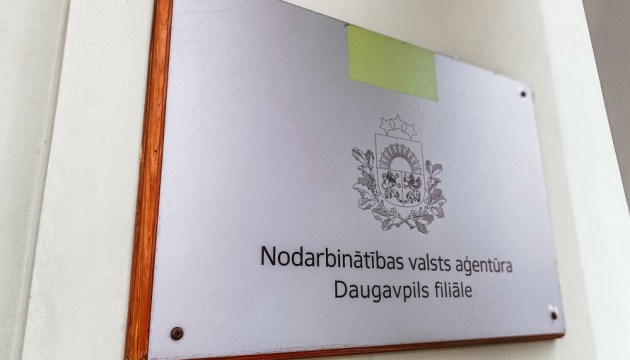 Nodarbinātības valsts aģentūra
Daugavpils filiāle